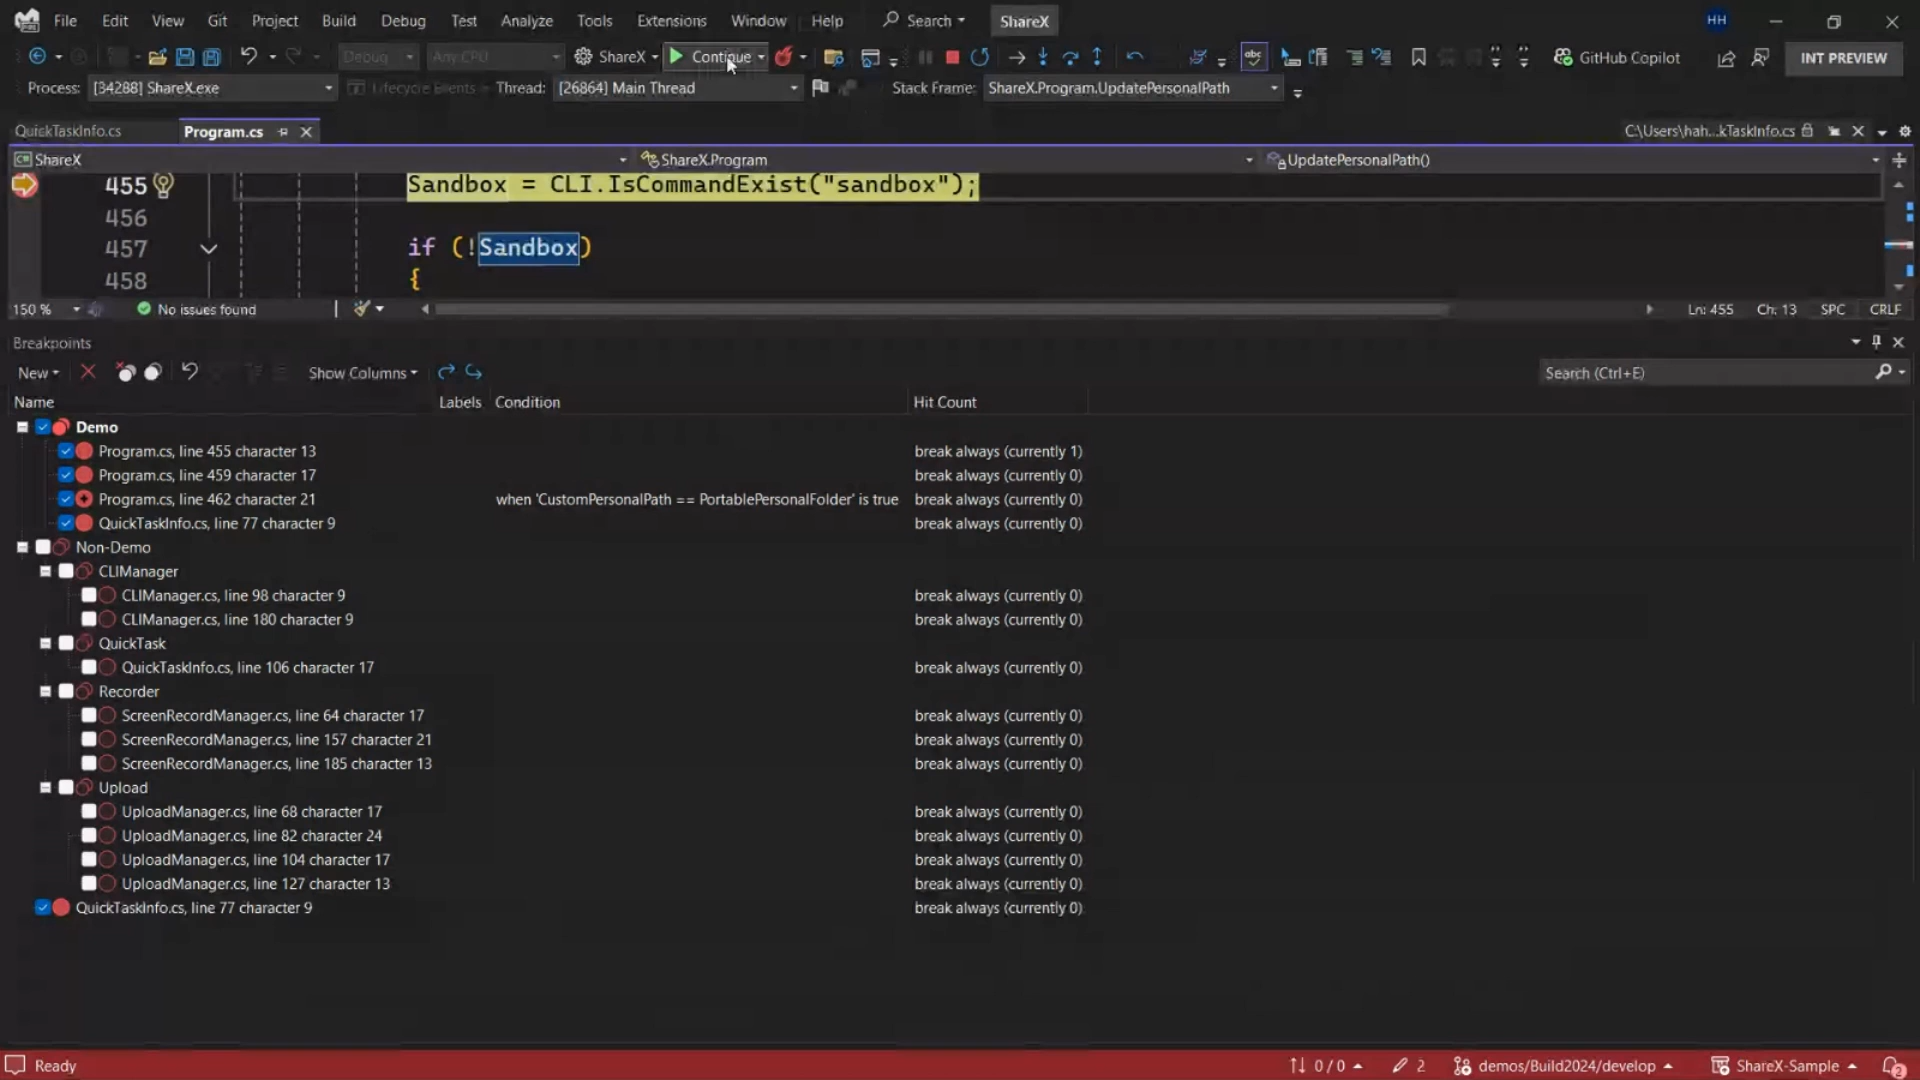 File Edit View Git Project Build Debug Test Analyze Tools Extensions Window Help Search ShareX HH
Debug Any CPU ShareX Continue abc GitHub Copilot INT PREVIEW
Process: [34288] ShareX.exe Lifecycle Events Thread: [26864] Main Thread Stack Frame: ShareX.Program.UpdatePersonalPath
QuickTaskInfo.cs Program.cs C:\Users\hah...kTaskInfo.cs
ShareX ShareX.Program UpdatePersonalPath()
455 Sandbox = CLI.IsCommandExist("sandbox");
456
457 if (!Sandbox)
458 {
150 % No issues found Ln: 455 Ch: 13 SPC CRLF
Breakpoints
New Show Columns Search (Ctrl+E)
Name Labels Condition Hit Count
Demo
Program.cs, line 455 character 13 break always (currently 1)
Program.cs, line 459 character 17 break always (currently 0)
Program.cs, line 462 character 21 when 'CustomPersonalPath == PortablePersonalFolder' is true break always (currently 0)
QuickTaskInfo.cs, line 77 character 9 break always (currently 0)
Non-Demo
CLIManager
CLIManager.cs, line 98 character 9 break always (currently 0)
CLIManager.cs, line 180 character 9 break always (currently 0)
QuickTask
QuickTaskInfo.cs, line 106 character 17 break always (currently 0)
Recorder
ScreenRecordManager.cs, line 64 character 17 break always (currently 0)
ScreenRecordManager.cs, line 157 character 21 break always (currently 0)
ScreenRecordManager.cs, line 185 character 13 break always (currently 0)
Upload
UploadManager.cs, line 68 character 17 break always (currently 0)
UploadManager.cs, line 82 character 24 break always (currently 0)
UploadManager.cs, line 104 character 17 break always (currently 0)
UploadManager.cs, line 127 character 13 break always (currently 0)
QuickTaskInfo.cs, line 77 character 9 break always (currently 0)
Ready 0 / 0 2 demos/Build2024/develop ShareX-Sample 2